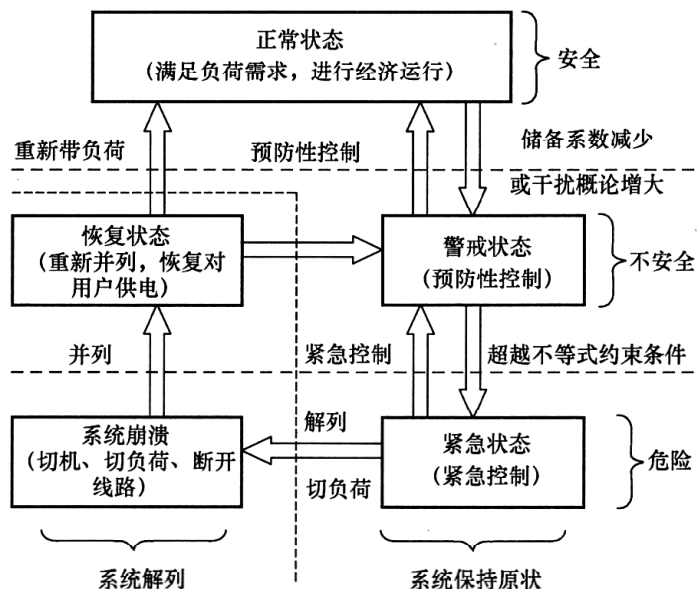 正常状态
(满足负荷需求，进行经济运行)
安全
重新带负荷
预防性控制
储备系数减少
或干扰概论增大
恢复状态
(重新并列，恢复对
用户供电)
警戒状态
(预防性控制)
不安全
并列
紧急控制
超越不等式约束条件
系统崩溃
(切机、切负荷、断开
线路)
解列
切负荷
紧急状态
(紧急控制)
危险
系统解列
系统保持原状